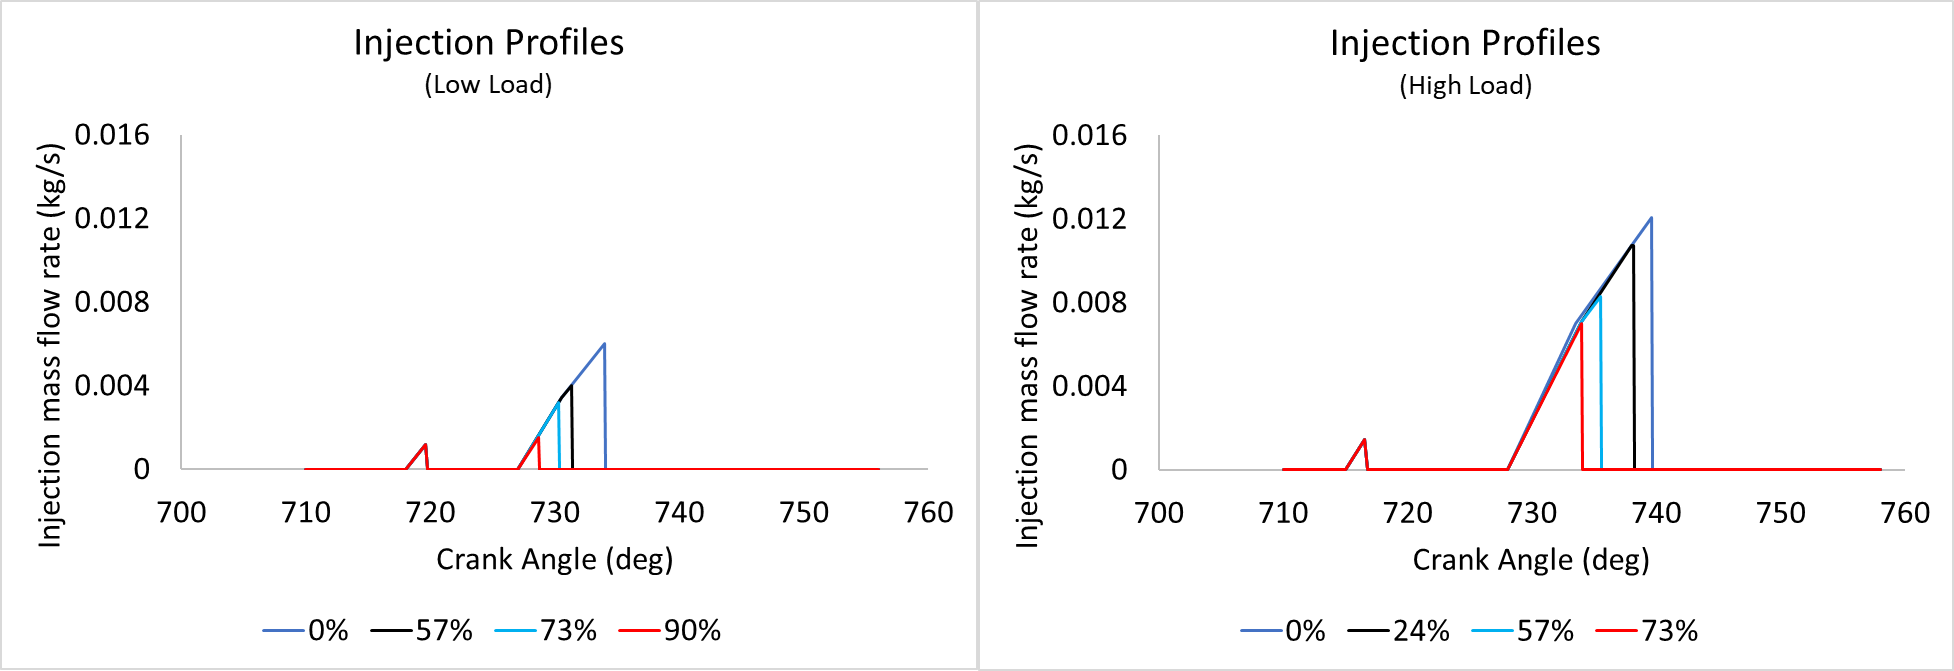 Injection Profiles
(Low Load)
Injection mass flow rate (kg/s)
0.016
0.012
0.008
0.004
0
700 710 720 730 740 750 760
Crank Angle (deg)
0% 57% 73% 90%
Injection Profiles
(High Load)
Injection mass flow rate (kg/s)
0.016
0.012
0.008
0.004
0
700 710 720 730 740 750 760
Crank Angle (deg)
0% 24% 57% 73%